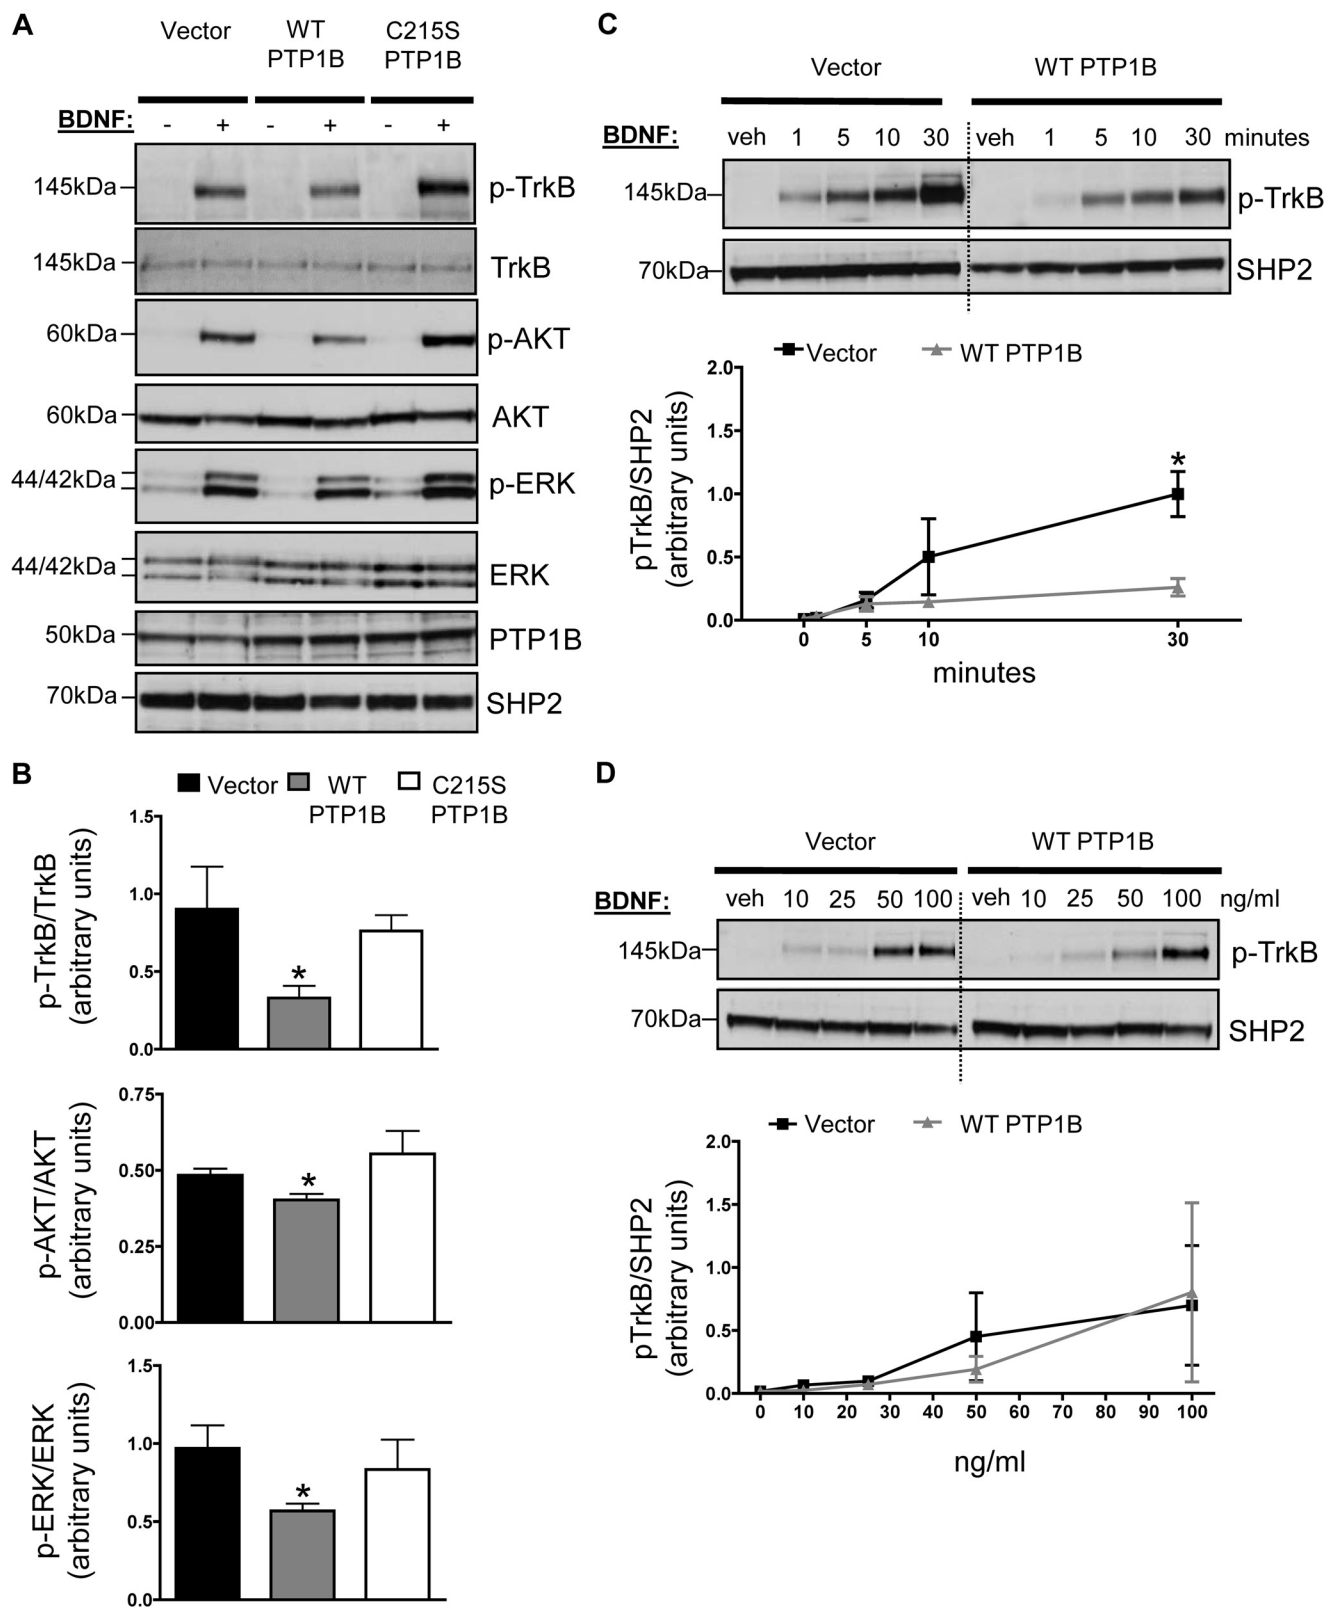 A
Vector
WT
PTP1B
C215S
PTP1B
BDNF:
- + - + - +
145kDa
p-TrkB
145kDa
TrkB
60kDa
p-AKT
60kDa
AKT
44/42kDa
p-ERK
44/42kDa
ERK
50kDa
PTP1B
70kDa
SHP2
B
Vector
WT
PTP1B
C215S
PTP1B
p-TrkB/TrkB
(arbitrary units)
1.5
1.0
0.5
0.0
*
p-AKT/AKT
(arbitrary units)
0.75
0.50
0.25
0.00
*
p-ERK/ERK
(arbitrary units)
1.5
1.0
0.5
0.0
*
C
Vector
WT PTP1B
BDNF:
veh 1 5 10 30 veh 1 5 10 30 minutes
145kDa
p-TrkB
70kDa
SHP2
Vector
WT PTP1B
pTrkB/SHP2
(arbitrary units)
2.0
1.5
1.0
0.5
0.0
*
0 5 10 30
minutes
D
Vector
WT PTP1B
BDNF:
veh 10 25 50 100 veh 10 25 50 100 ng/ml
145kDa
p-TrkB
70kDa
SHP2
Vector
WT PTP1B
pTrkB/SHP2
(arbitrary units)
2.0
1.5
1.0
0.5
0.0
0 10 20 30 40 50 60 70 80 90 100
ng/ml